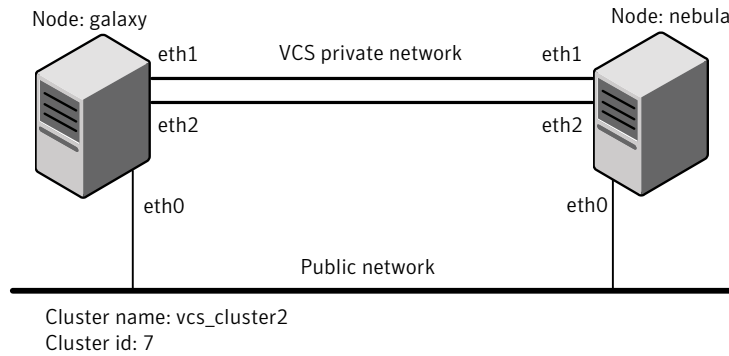 Node: galaxy
Node: nebula
eth1
VCS private network
eth1
eth2
eth2
eth0
eth0
Public network
Cluster name: vcs_cluster2
Cluster id: 7